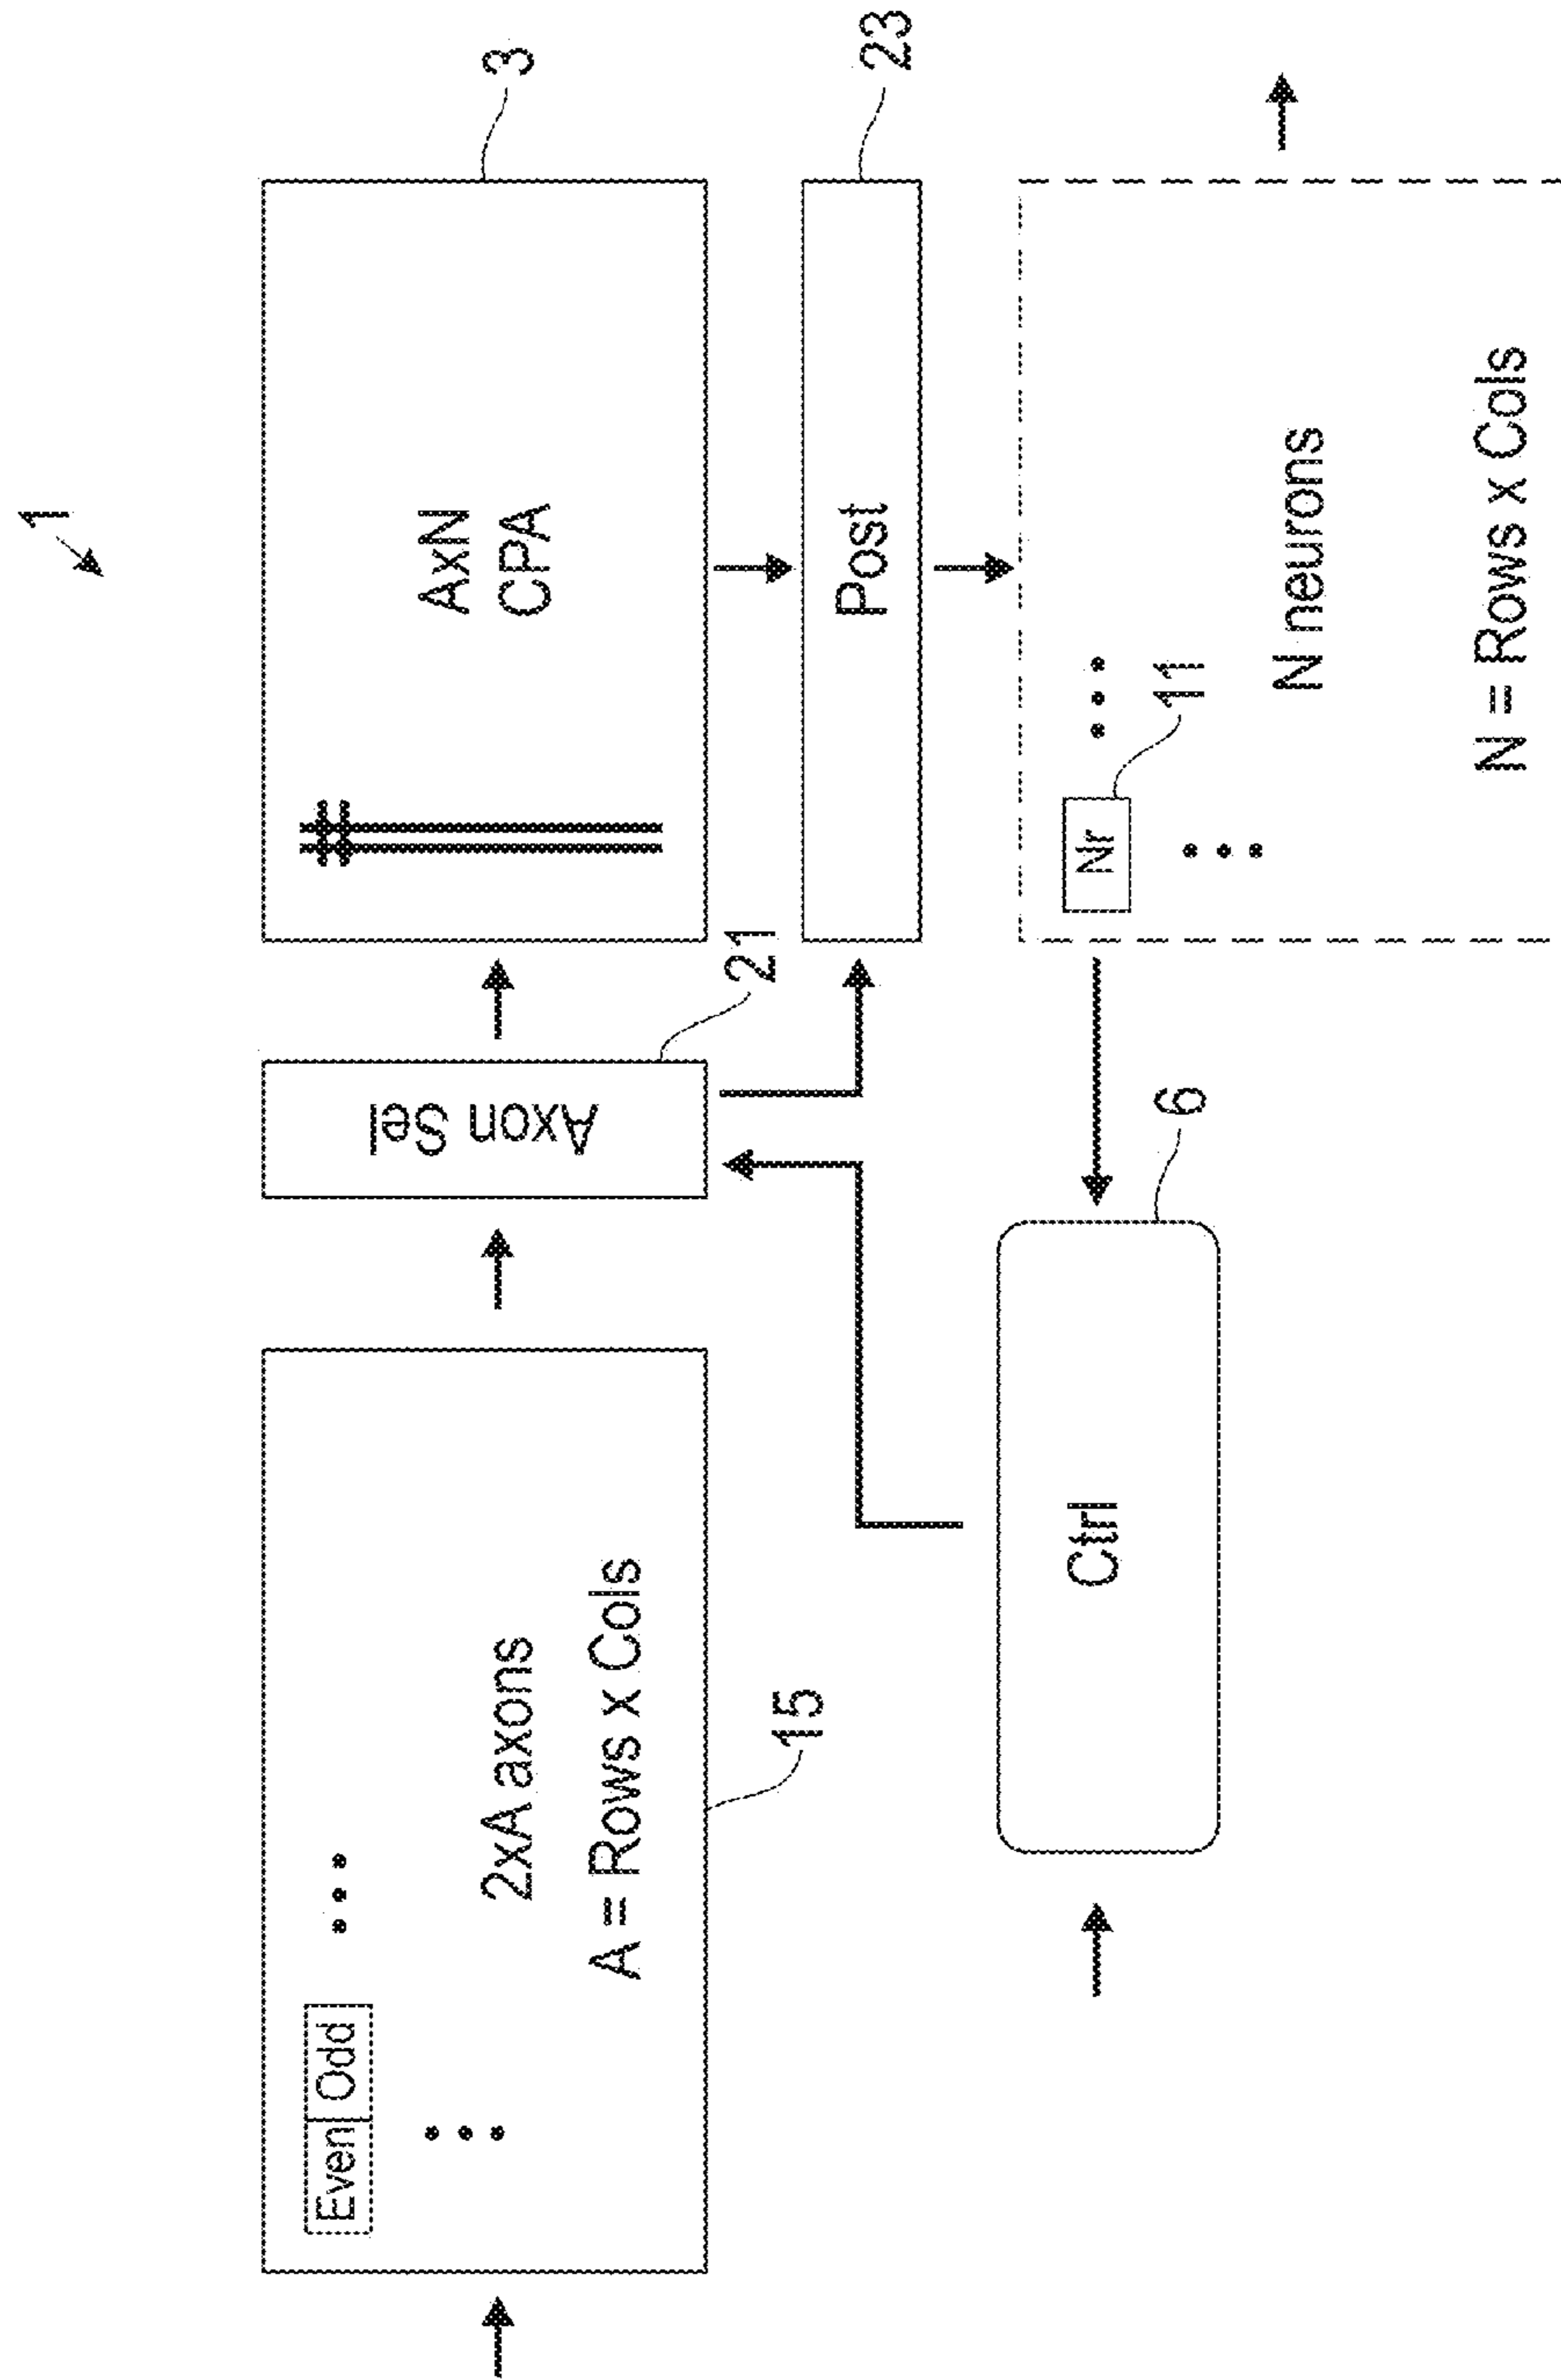 1
Even Odd
...
2xA axons
A = Rows x Cols
15
Axon Sel
21
AxN
CPA
3
Post
23
Ctrl
6
Nr
...
11
N neurons
N = Rows x Cols